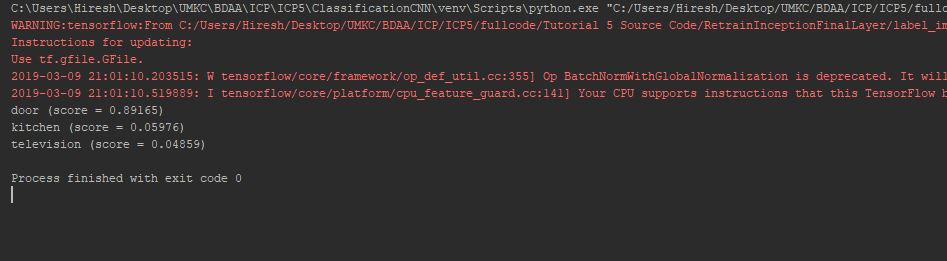 C:\Users\Hiresh\Desktop\UMKC\BDAA\ICP\ICP5\ClassificationCNN\venv\Scripts\python.exe "C:/Users/Hiresh/Desktop/UMKC/BDAA/ICP/ICP5/fullco
WARNING:tensorflow:From C:/Users/Hiresh/Desktop/UMKC/BDAA/ICP/ICP5/fullcode/Tutorial 5 Source Code/RetrainInceptionFinalLayer/label_im
Instructions for updating:
Use tf.gfile.GFile.
2019-03-09 21:01:10.203515: W tensorflow/core/framework/op_def_util.cc:355] Op BatchNormWithGlobalNormalization is deprecated. It will
2019-03-09 21:01:10.519889: I tensorflow/core/platform/cpu_feature_guard.cc:141] Your CPU supports instructions that this TensorFlow b
door (score = 0.89165)
kitchen (score = 0.05976)
television (score = 0.04859)
Process finished with exit code 0